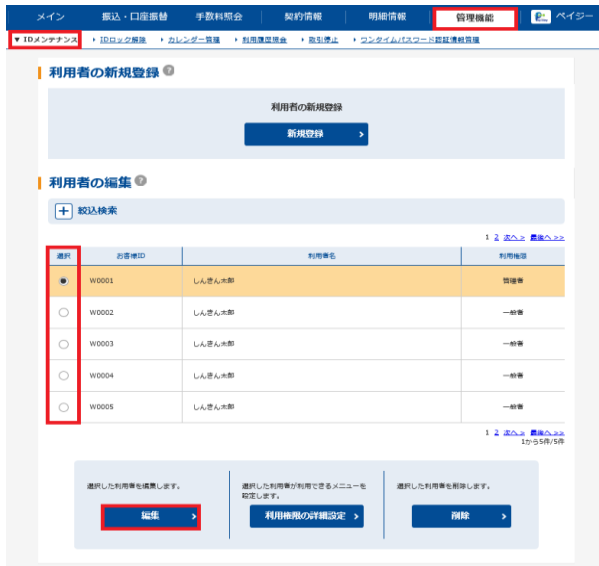 メイン 振込・口座振替 手数料照会 契約情報 明細情報 管理機能 ペイジー
▼ IDメンテナンス IDロック解除 カレンダー管理 利用履歴照会 取引停止 ワンタイムパスワード認証情報管理
利用者の新規登録 ?
利用者の新規登録
新規登録 >
利用者の編集 ?
+ 絞込検索
1 2 次へ > 最後へ >>
選択 お客様ID 利用者名 利用権限
W0001 しんきん太郎 管理者
W0002 しんきん太郎 一般者
W0003 しんきん太郎 一般者
W0004 しんきん太郎 一般者
W0005 しんきん太郎 一般者
1 2 次へ > 最後へ >>
1から5件/5件
選択した利用者を編集します。 選択した利用者が利用できるメニューを 選択した利用者を削除します。
設定します。
編集 > 利用権限の詳細設定 > 削除 >